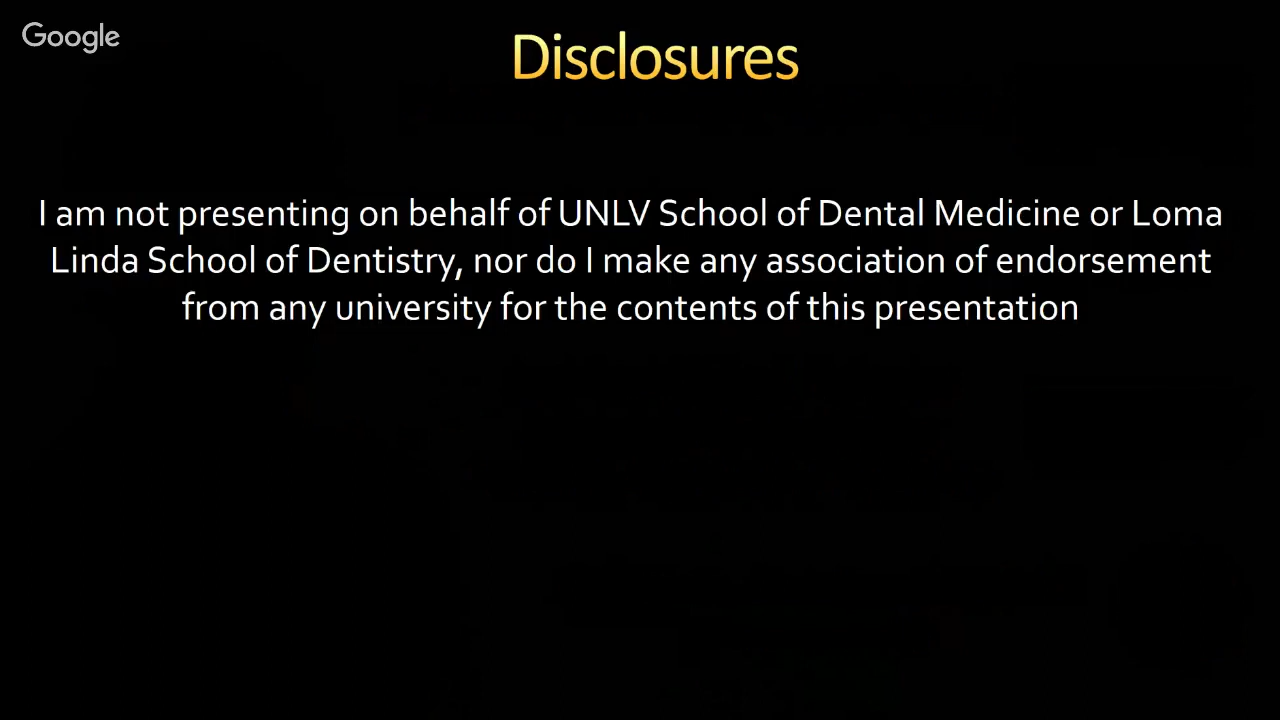 Google
Disclosures
I am not presenting on behalf of UNLV School of Dental Medicine or Loma
Linda School of Dentistry, nor do I make any association of endorsement
from any university for the contents of this presentation